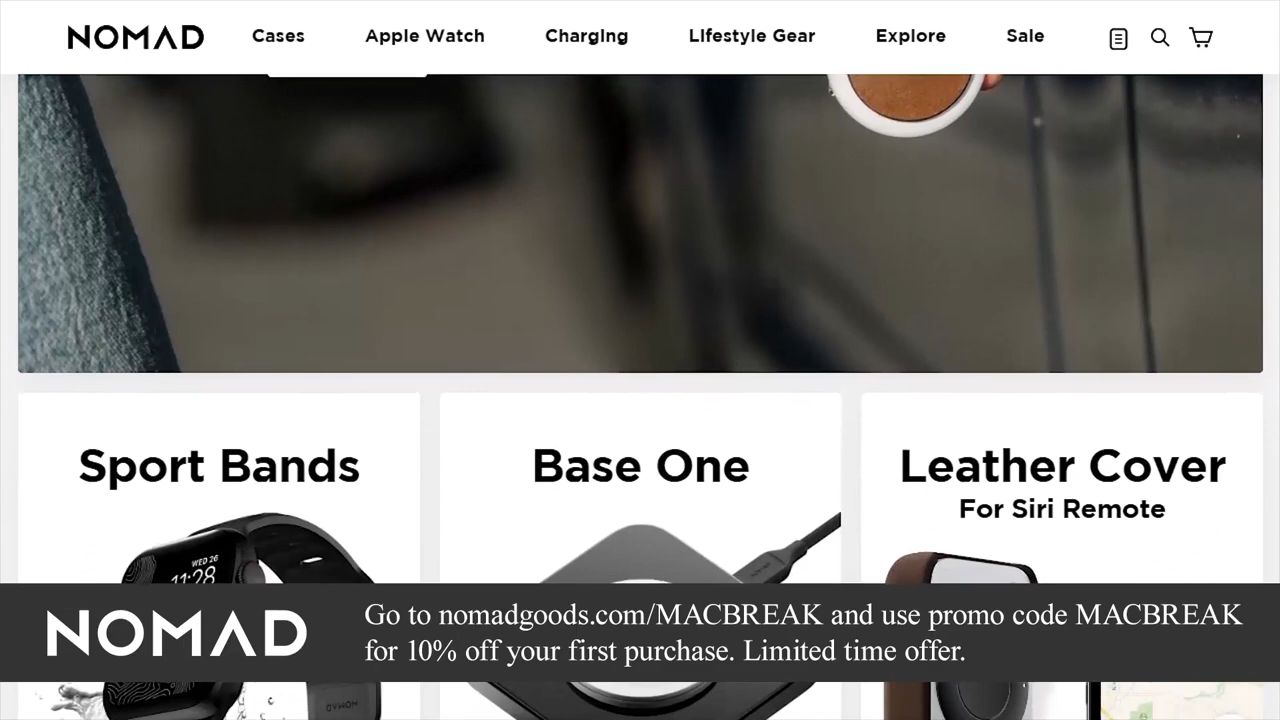 NOMAD Cases Apple Watch Charging Lifestyle Gear Explore Sale
Sport Bands
Base One
Leather Cover
For Siri Remote
WED 26
11:28
NOMAD
Go to nomadgoods.com/MACBREAK and use promo code MACBREAK
for 10% off your first purchase. Limited time offer.
NOMAD